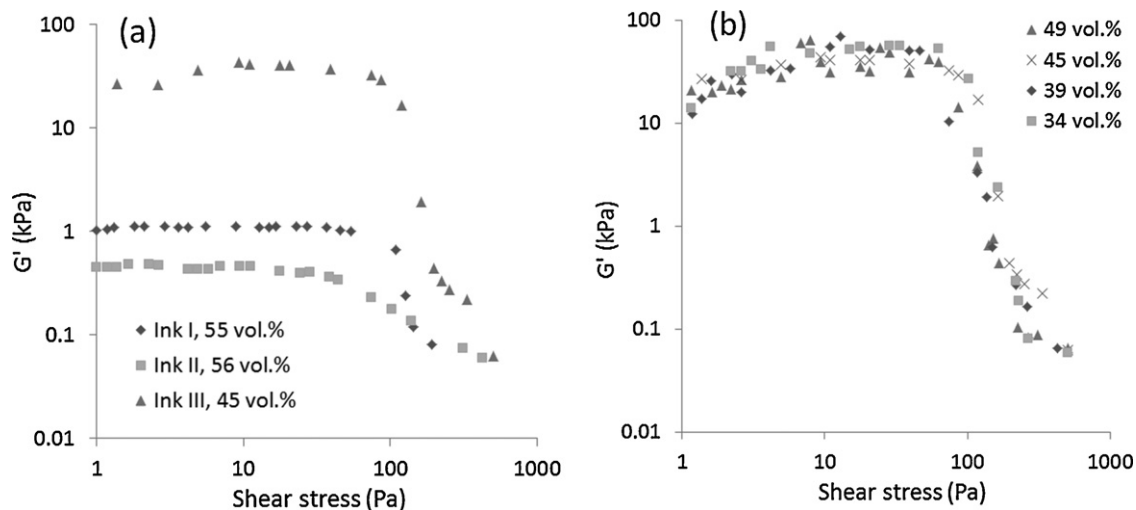 (a)
100
10
1
0.1
0.01
G' (kPa)
Ink I, 55 vol.%
Ink II, 56 vol.%
Ink III, 45 vol.%
1 10 100 1000
Shear stress (Pa)
(b)
100
10
1
0.1
0.01
G' (kPa)
49 vol.%
45 vol.%
39 vol.%
34 vol.%
1 10 100 1000
Shear stress (Pa)